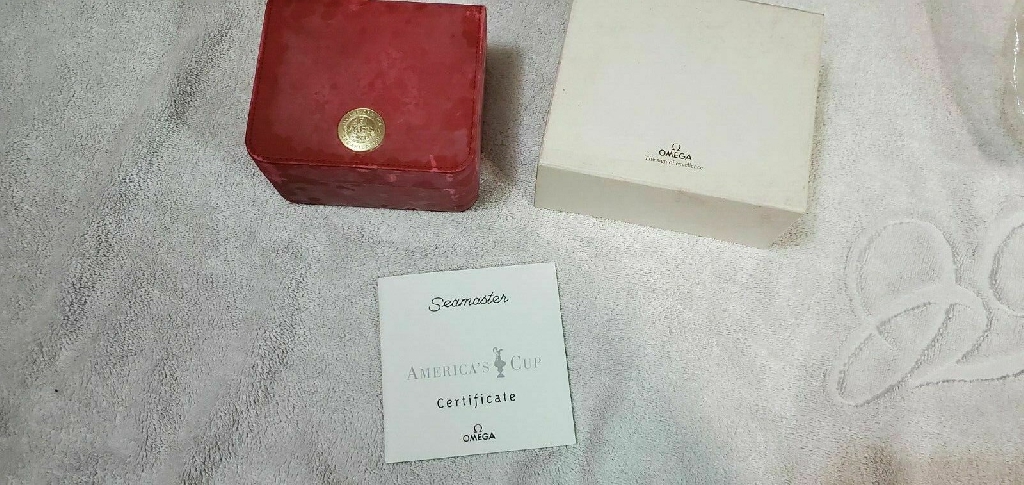 Ω
OMEGA
Seamaster
AMERICA'S CUP
Certificate
Ω
OMEGA